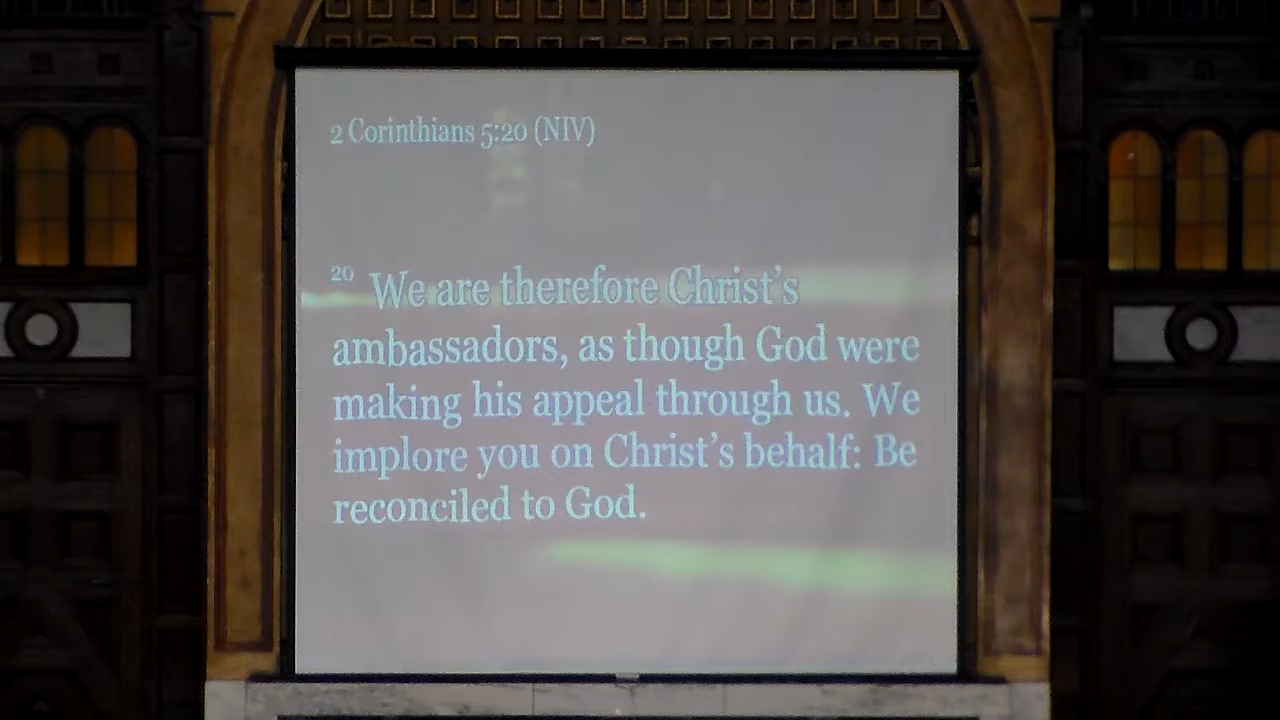 2 Corinthians 5:20 (NIV)
20 We are therefore Christ's
ambassadors, as though God were
making his appeal through us. We
implore you on Christ's behalf: Be
reconciled to God.